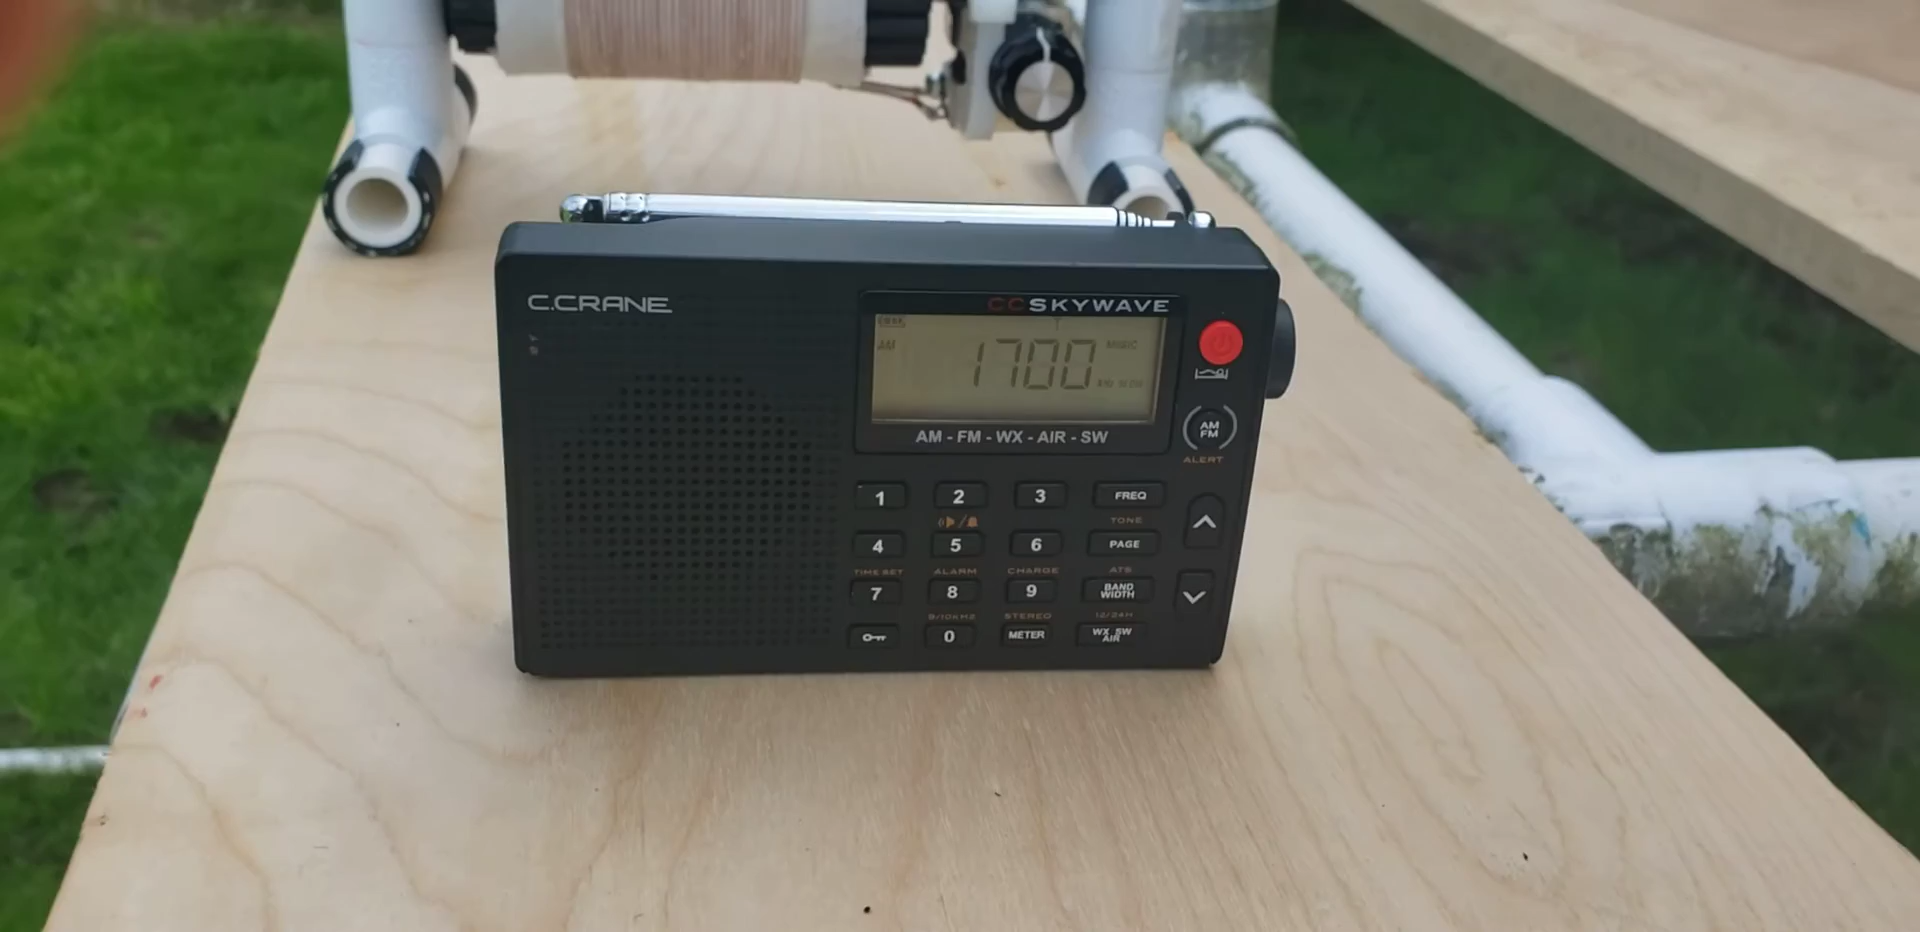 C.CRANE
CCSKYWAVE
AM
1700
MUSIC
AM - FM - WX - AIR - SW
AM
FM
ALERT
1 2 3 FREQ
TONE
4 5 6 PAGE
TIME SET ALARM CHARGE ATS
7 8 9 BAND
WIDTH
9/10KHZ STEREO 12/24H
0 METER WX SW
AIR